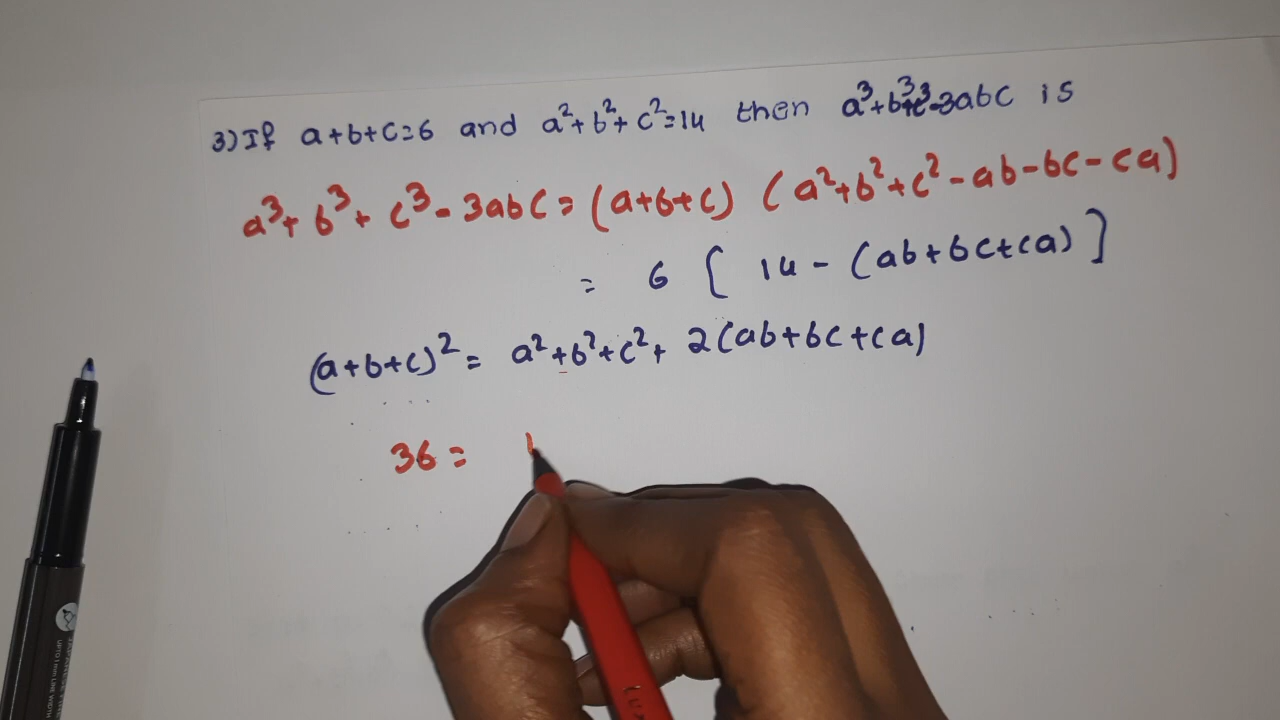 3) If a+b+c=6 and a²+b²+c²=14 then a³+b³+c³-3abc is
a³+b³+c³-3abc=(a+b+c) (a²+b²+c²-ab-bc-ca)
= 6 [ 14 - (ab+bc+ca) ]
(a+b+c)² = a²+b²+c²+ 2(ab+bc+ca)
36 = 1